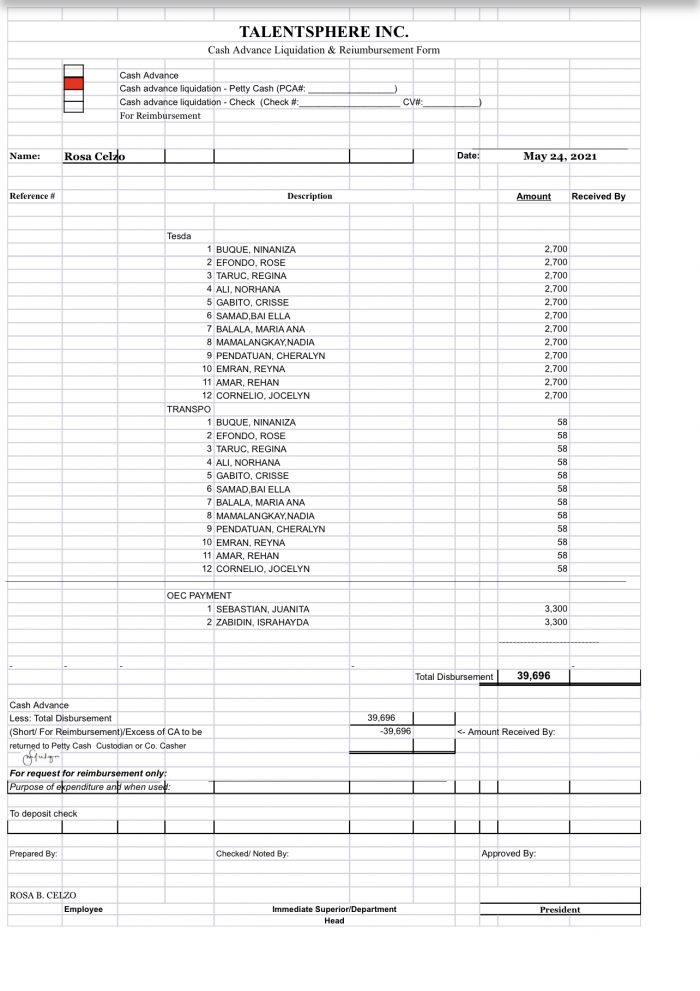 TALENTSPHERE INC.
Cash Advance Liquidation & Reiumbursement Form
Cash Advance
Cash advance liquidation - Petty Cash (PCA#: __________________)
Cash advance liquidation - Check (Check #:______________________ CV#:____________)
For Reimbursement
Name: Rosa Celzo Date: May 24, 2021
Reference # Description Amount Received By
Tesda
1 BUQUE, NINANIZA 2,700
2 EFONDO, ROSE 2,700
3 TARUC, REGINA 2,700
4 ALI, NORHANA 2,700
5 GABITO, CRISSE 2,700
6 SAMAD,BAI ELLA 2,700
7 BALALA, MARIA ANA 2,700
8 MAMALANGKAY,NADIA 2,700
9 PENDATUAN, CHERALYN 2,700
10 EMRAN, REYNA 2,700
11 AMAR, REHAN 2,700
12 CORNELIO, JOCELYN 2,700
TRANSPO
1 BUQUE, NINANIZA 58
2 EFONDO, ROSE 58
3 TARUC, REGINA 58
4 ALI, NORHANA 58
5 GABITO, CRISSE 58
6 SAMAD,BAI ELLA 58
7 BALALA, MARIA ANA 58
8 MAMALANGKAY,NADIA 58
9 PENDATUAN, CHERALYN 58
10 EMRAN, REYNA 58
11 AMAR, REHAN 58
12 CORNELIO, JOCELYN 58
OEC PAYMENT
1 SEBASTIAN, JUANITA 3,300
2 ZABIDIN, ISRAHAYDA 3,300
Total Disbursement 39,696
Cash Advance
Less: Total Disbursement 39,696
(Short/ For Reimbursement)/Excess of CA to be -39,696 <- Amount Received By:
returned to Petty Cash Custodian or Co. Casher
For request for reimbursement only:
Purpose of expenditure and when used:
To deposit check
Prepared By: Checked/ Noted By: Approved By:
ROSA B. CELZO
Employee Immediate Superior/Department President
Head